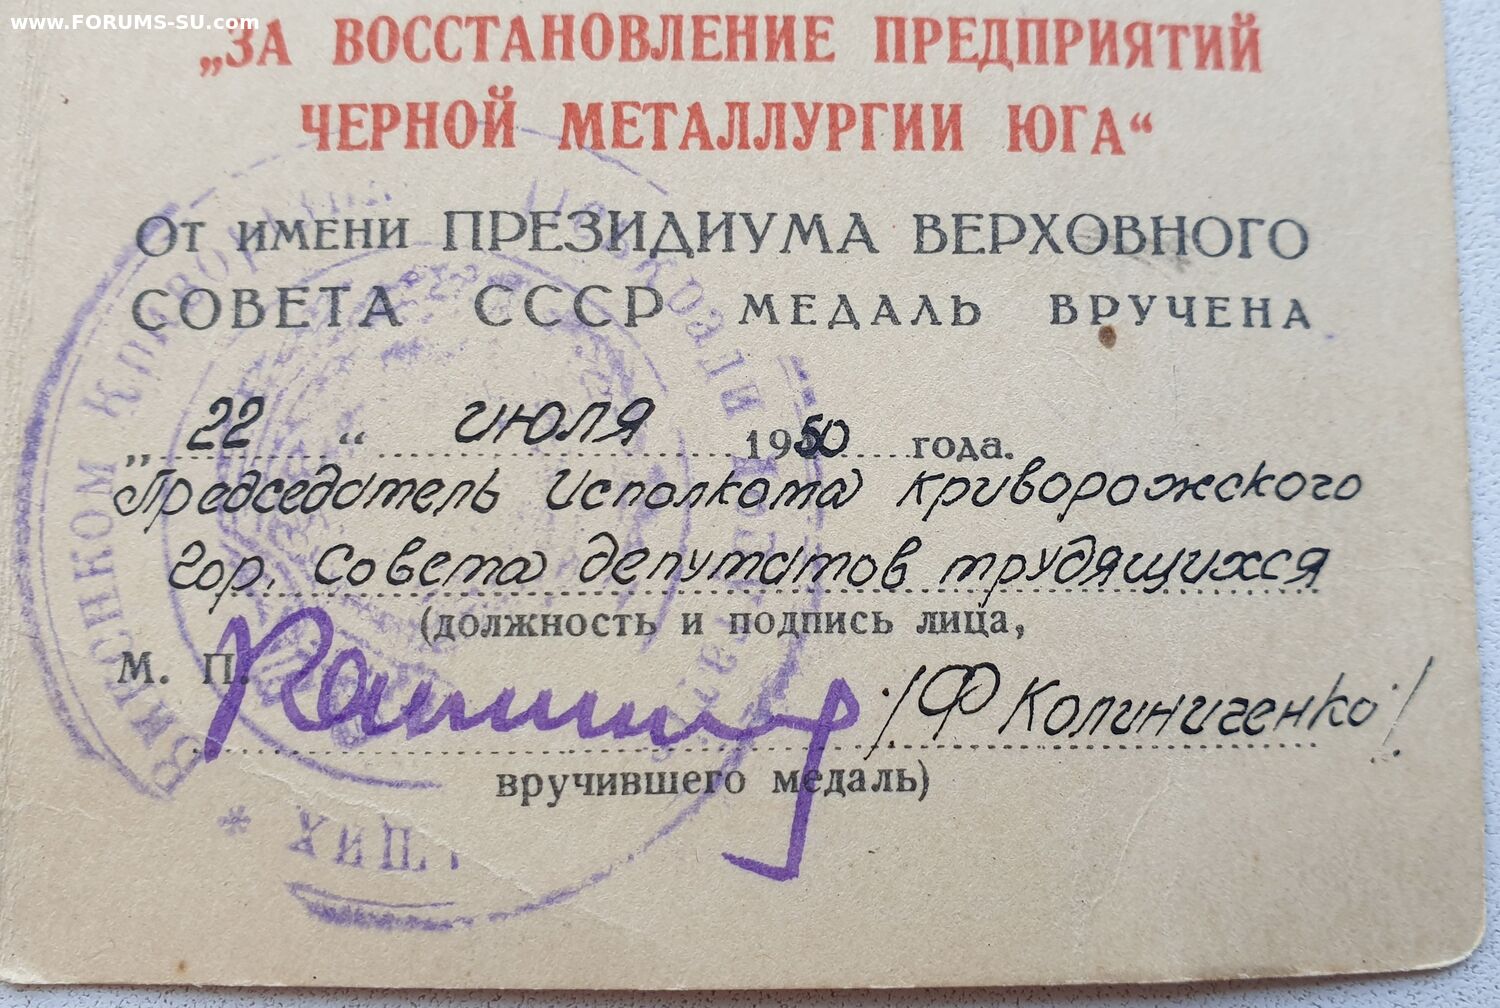 www.FORUMS-SU.com
„ЗА ВОССТАНОВЛЕНИЕ ПРЕДПРИЯТИЙ
ЧЕРНОЙ МЕТАЛЛУРГИИ ЮГА“
От имени ПРЕЗИДИУМА ВЕРХОВНОГО
СОВЕТА СССР МЕДАЛЬ ВРУЧЕНА
„22“ июля 1950 года.
Председатель Исполкома Криворожского
Гор. Совета депутатов трудящихся
(должность и подпись лица,
М. П. /Ф Колиниченко/
вручившего медаль)